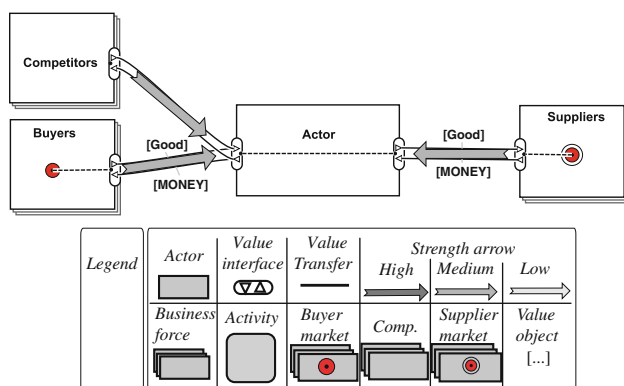 Competitors
Buyers
[Good]
[MONEY]
Actor
[Good]
[MONEY]
Suppliers
Legend
Actor
Value
interface
Value
Transfer
Strength arrow
High
Medium
Low
Business
force
Activity
Buyer
market
Comp.
Supplier
market
Value
object
[...]